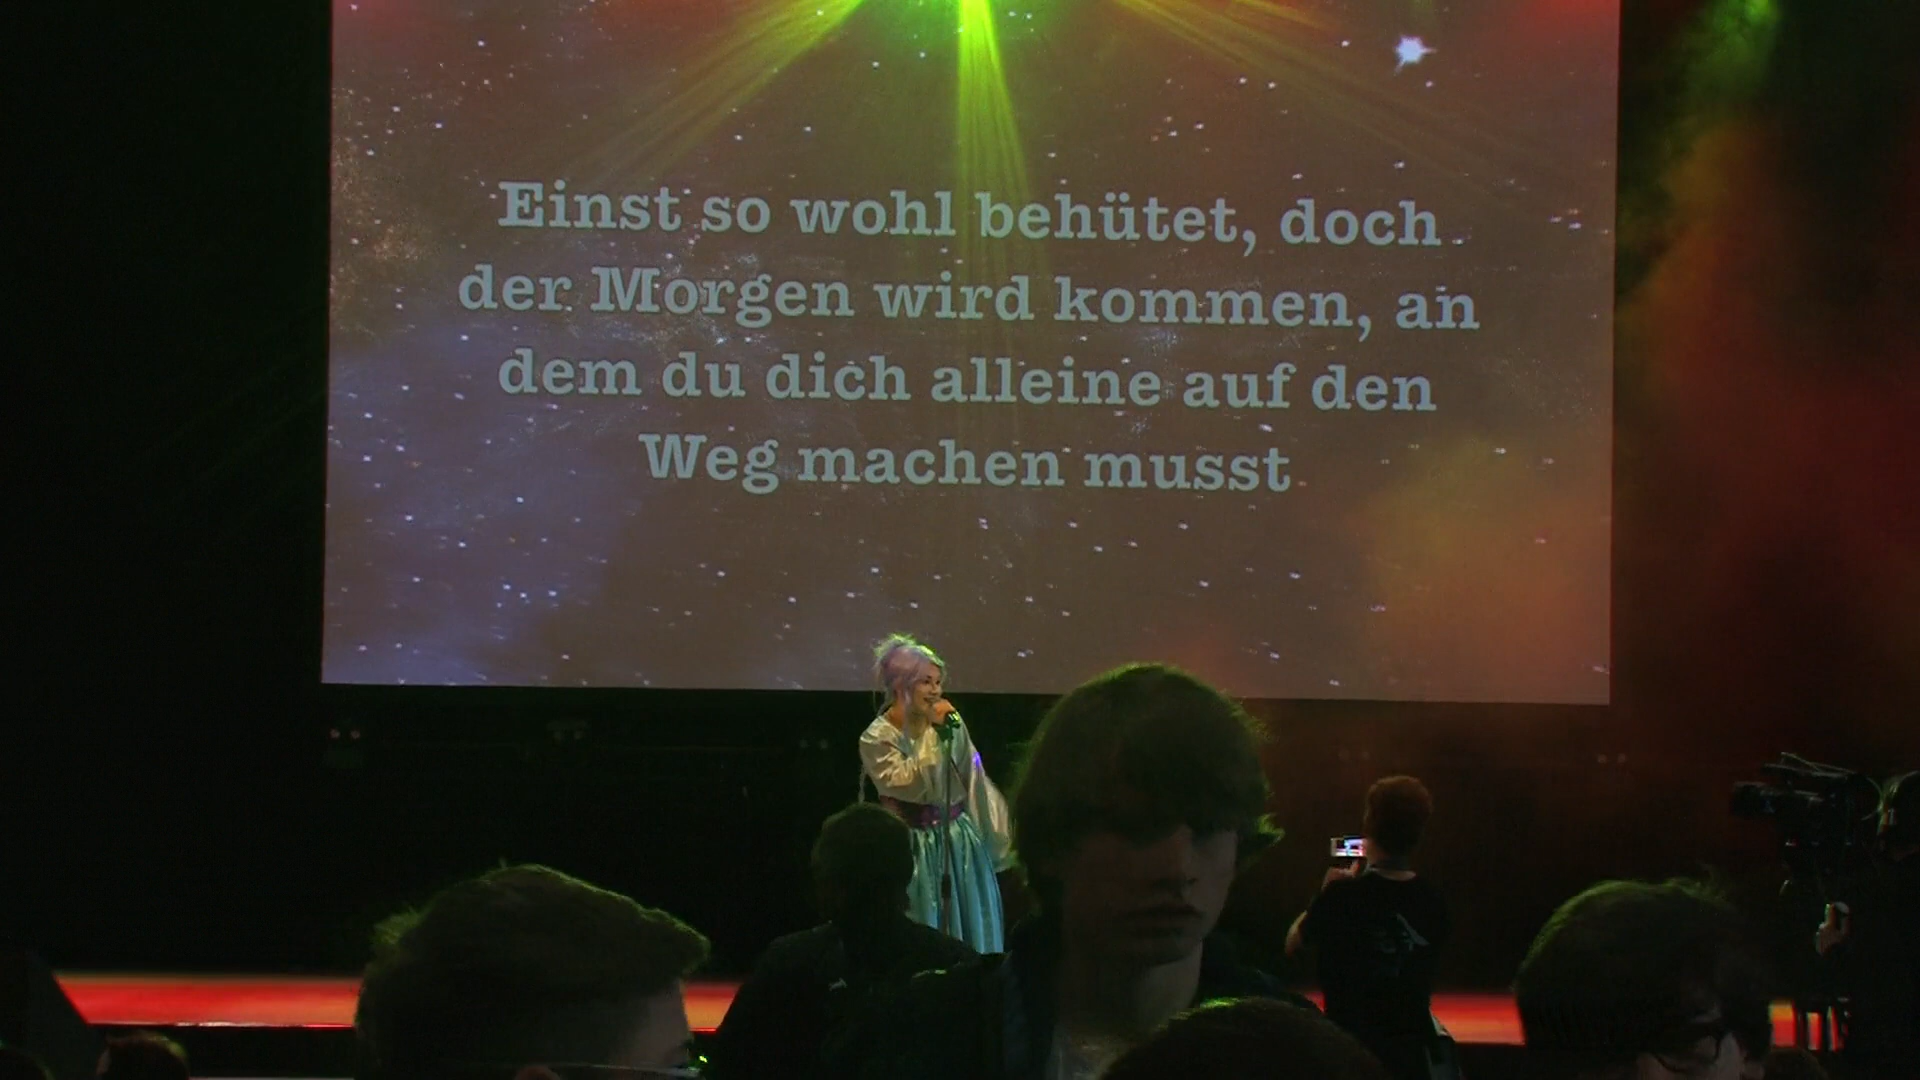 Einst so wohl behütet, doch
der Morgen wird kommen, an
dem du dich alleine auf den
Weg machen musst